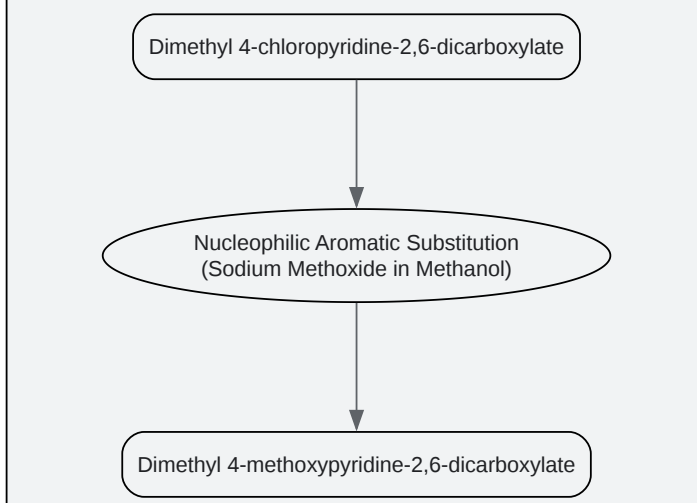 Dimethyl 4-chloropyridine-2,6-dicarboxylate
Nucleophilic Aromatic Substitution
(Sodium Methoxide in Methanol)
Dimethyl 4-methoxypyridine-2,6-dicarboxylate